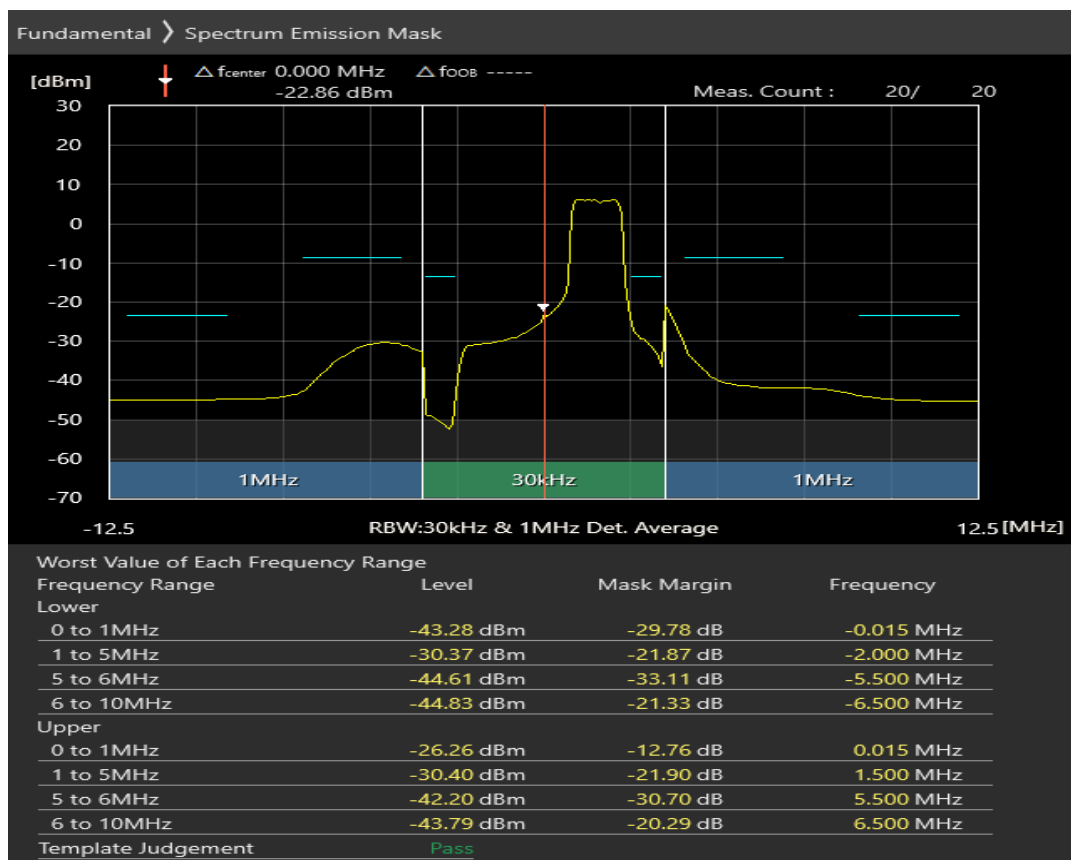 Fundamental 〉 Spectrum Emission Mask
[dBm] △ fcenter 0.000 MHz △ fOOB -----
-22.86 dBm Meas. Count : 20/ 20
30
20
10
0
-10
-20
-30
-40
-50
-60
1MHz 30kHz 1MHz
-70
-12.5 RBW:30kHz & 1MHz Det. Average 12.5 [MHz]
Worst Value of Each Frequency Range
Frequency Range Level Mask Margin Frequency
Lower
0 to 1MHz -43.28 dBm -29.78 dB -0.015 MHz
1 to 5MHz -30.37 dBm -21.87 dB -2.000 MHz
5 to 6MHz -44.61 dBm -33.11 dB -5.500 MHz
6 to 10MHz -44.83 dBm -21.33 dB -6.500 MHz
Upper
0 to 1MHz -26.26 dBm -12.76 dB 0.015 MHz
1 to 5MHz -30.40 dBm -21.90 dB 1.500 MHz
5 to 6MHz -42.20 dBm -30.70 dB 5.500 MHz
6 to 10MHz -43.79 dBm -20.29 dB 6.500 MHz
Template Judgement Pass